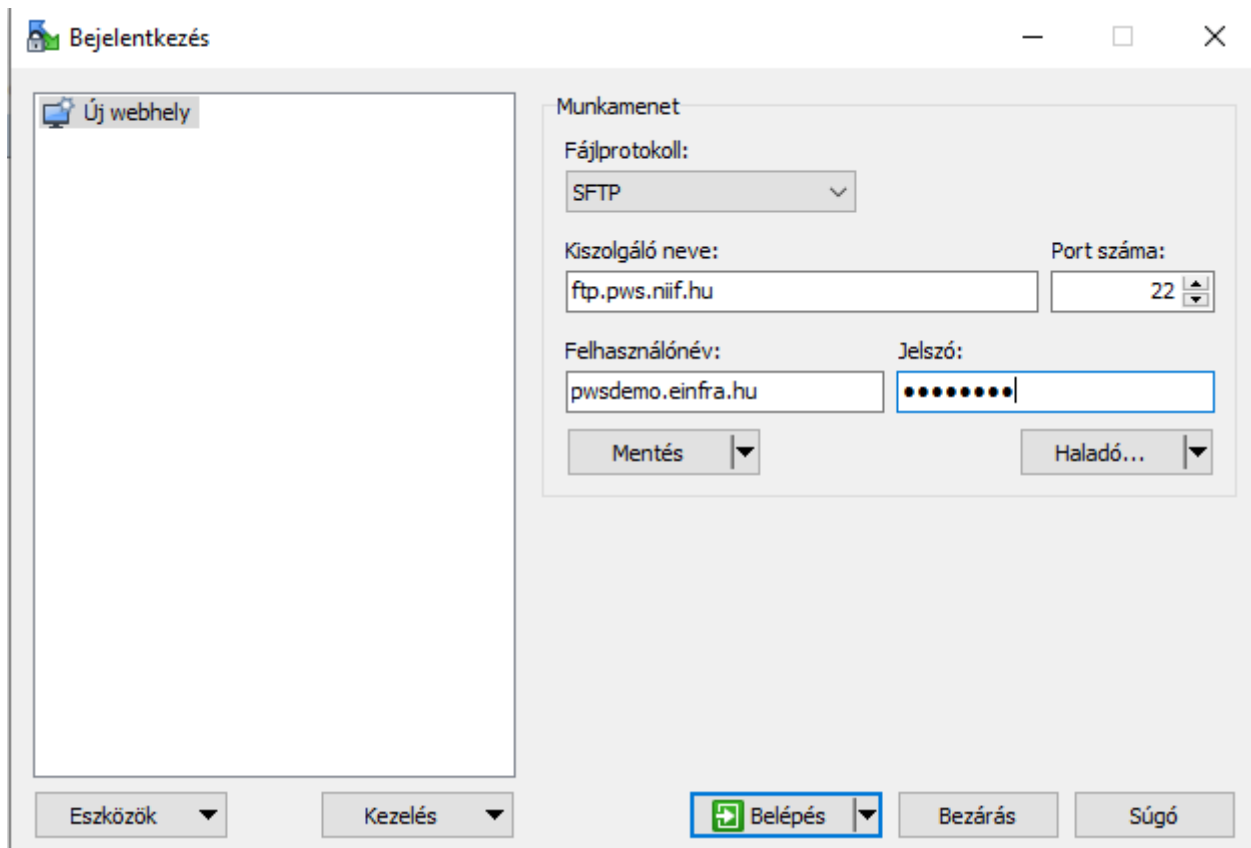 Bejelentkezés
Új webhely
Munkamenet
Fájlprotokoll:
SFTP
Kiszolgáló neve: Port száma:
ftp.pws.niif.hu 22
Felhasználónév: Jelszó:
pwsdemo.einfra.hu ●●●●●●●●
Mentés Haladó...
Eszközök Kezelés Belépés Bezárás Súgó